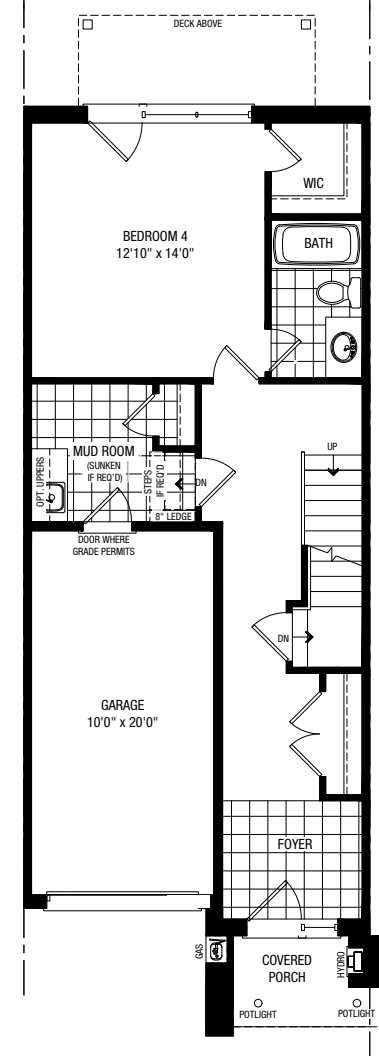 DECK ABOVE
WIC
BEDROOM 4
12'10" x 14'0"
BATH
MUD ROOM
(SUNKEN
IF REQ'D)
OPT. UPPERS
STEPS
IF REQ'D
DN
8" LEDGE
UP
DOOR WHERE
GRADE PERMITS
DN
GARAGE
10'0" x 20'0"
FOYER
GAS
COVERED
PORCH
HYDRO
POTLIGHT
POTLIGHT